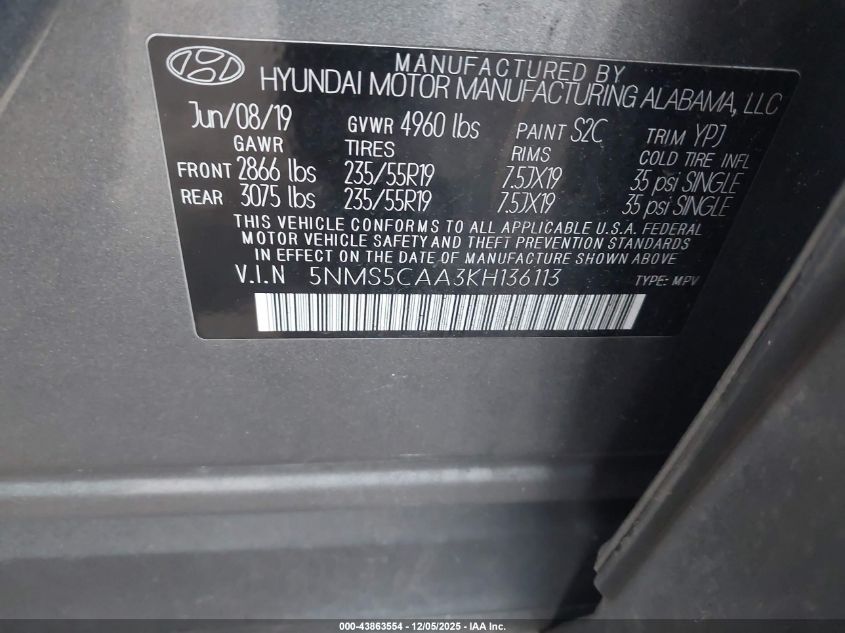 MANUFACTURED BY
HYUNDAI MOTOR MANUFACTURING ALABAMA, LLC
Jun/08/19 GVWR 4960 lbs PAINT S2C TRIM YPJ
GAWR TIRES RIMS COLD TIRE INFL
FRONT 2866 lbs 235/55R19 7.5JX19 35 psi SINGLE
REAR 3075 lbs 235/55R19 7.5JX19 35 psi SINGLE
THIS VEHICLE CONFORMS TO ALL APPLICABLE U.S.A. FEDERAL
MOTOR VEHICLE SAFETY AND THEFT PREVENTION STANDARDS
IN EFFECT ON THE DATE OF MANUFACTURE SHOWN ABOVE
V.I.N 5NMS5CAA3KH136113 TYPE: MPV
000-43863554 - 12/05/2025 - IAA Inc.